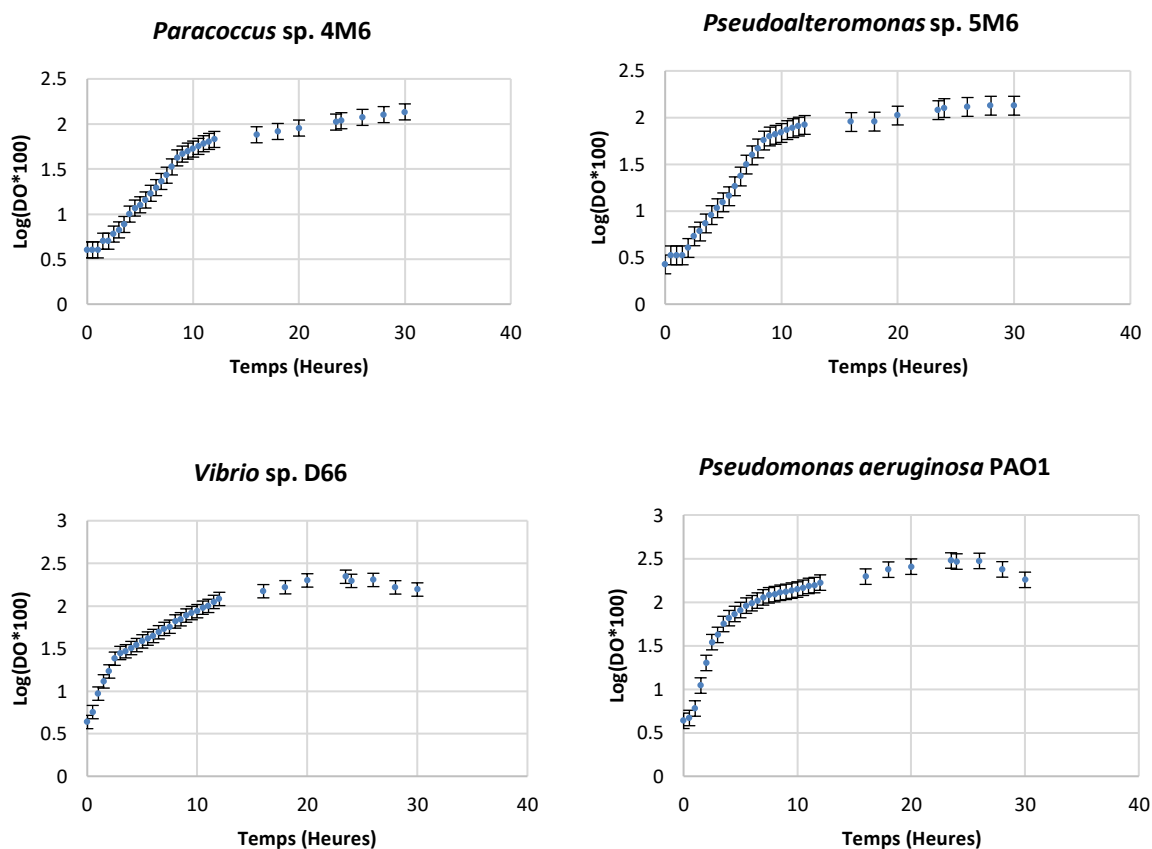 Paracoccus sp. 4M6
2.5
2
1.5
1
0.5
0
Log(DO*100)
0 10 20 30 40
Temps (Heures)
Pseudoalteromonas sp. 5M6
2.5
2
1.5
1
0.5
0
Log(DO*100)
0 10 20 30 40
Temps (Heures)
Vibrio sp. D66
3
2.5
2
1.5
1
0.5
0
Log(DO*100)
0 10 20 30 40
Temps (Heures)
Pseudomonas aeruginosa PAO1
3
2.5
2
1.5
1
0.5
0
Log(DO*100)
0 10 20 30 40
Temps (Heures)